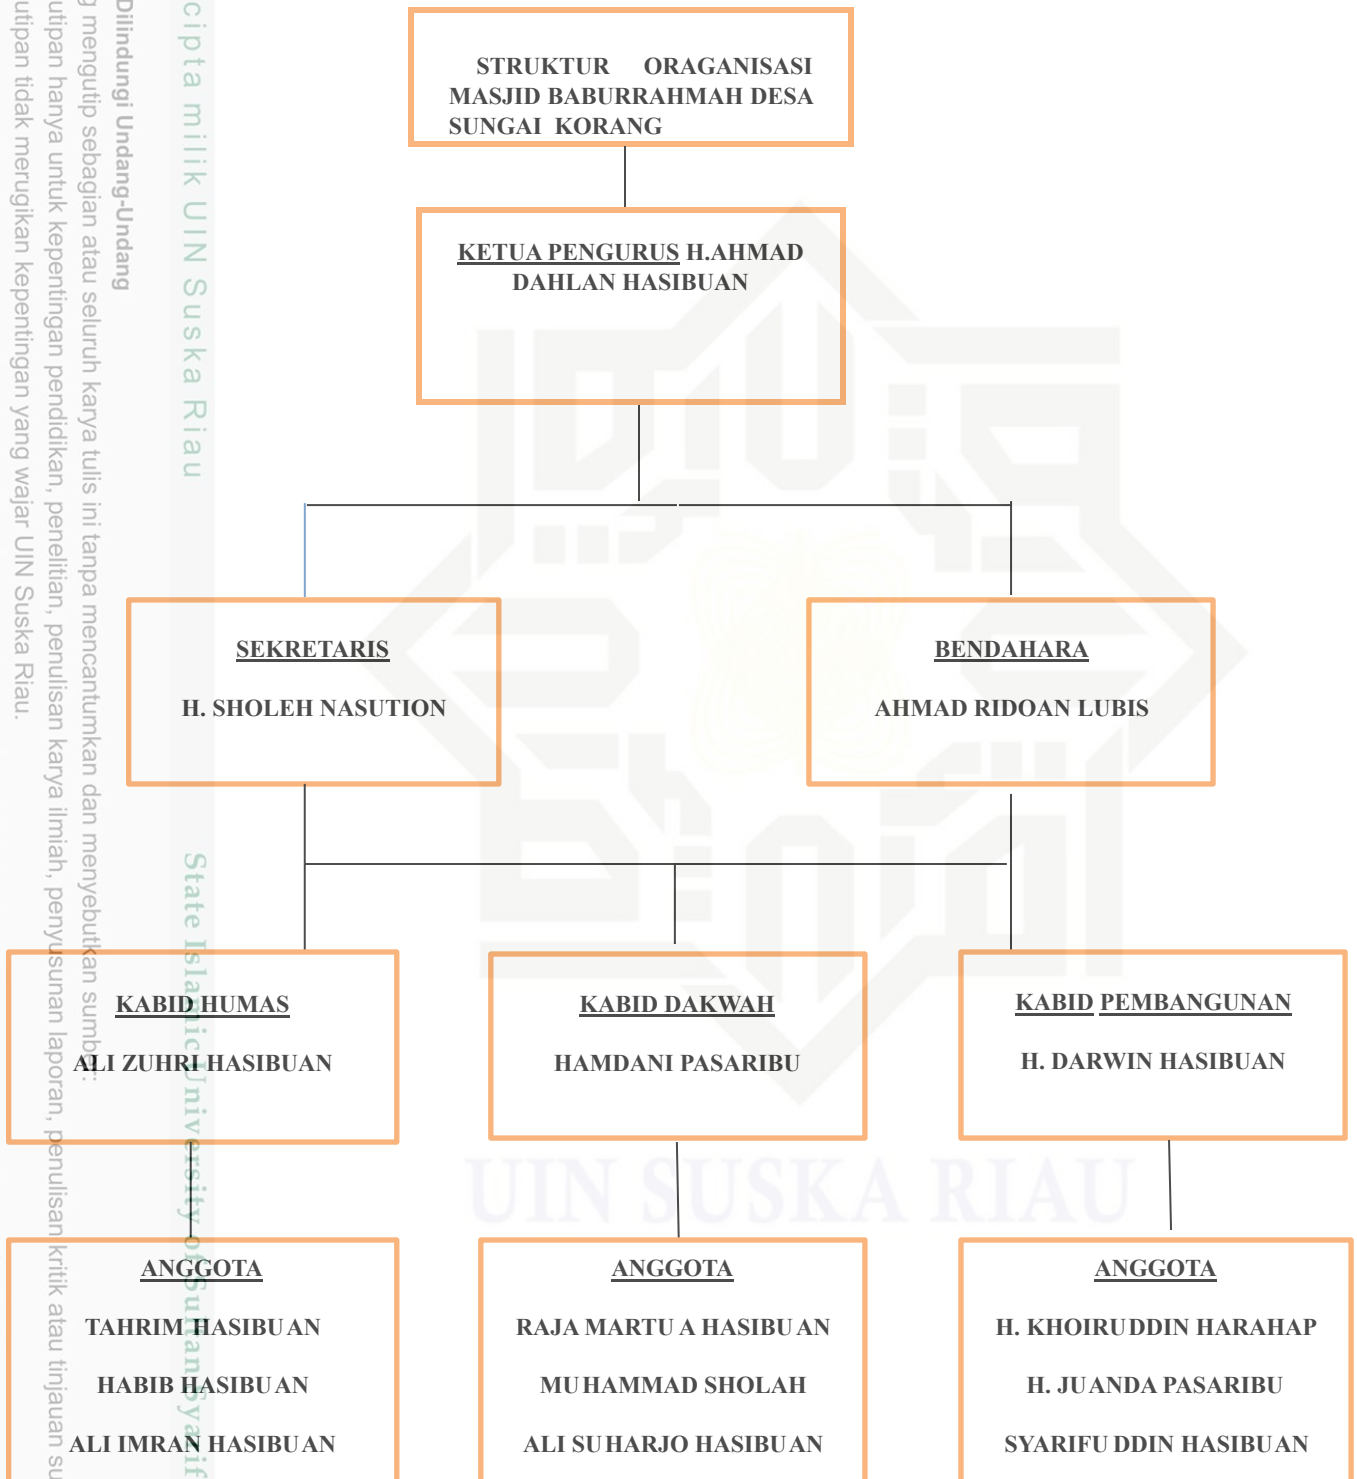 STRUKTUR ORAGANISASI
MASJID BABURRAHMAH DESA
SUNGAI KORANG
KETUA PENGURUS H.AHMAD
DAHLAN HASIBUAN
SEKRETARIS
H. SHOLEH NASUTION
BENDAHARA
AHMAD RIDOAN LUBIS
KABID HUMAS
ALI ZUHRI HASIBUAN
KABID DAKWAH
HAMDANI PASARIBU
KABID PEMBANGUNAN
H. DARWIN HASIBUAN
ANGGOTA
TAHRIM HASIBUAN
HABIB HASIBUAN
ALI IMRAN HASIBUAN
ANGGOTA
RAJA MARTUA HASIBUAN
MUHAMMAD SHOLAH
ALI SUHARJO HASIBUAN
ANGGOTA
H. KHOIRUDDIN HARAHAP
H. JUANDA PASARIBU
SYARIFUDDIN HASIBUAN
cipta milik UIN Suska Riau
State Islamic University of Sultan Syarif
Dilindungi Undang-Undang
mengutip sebagian atau seluruh karya tulis ini tanpa mencantumkan dan menyebutkan sumber:
utipan hanya untuk kepentingan pendidikan, penelitian, penulisan karya ilmiah, penyusunan laporan, penulisan kritik atau tinjauan su
utipan tidak merugikan kepentingan yang wajar UIN Suska Riau.
UIN SUSKA RIAU